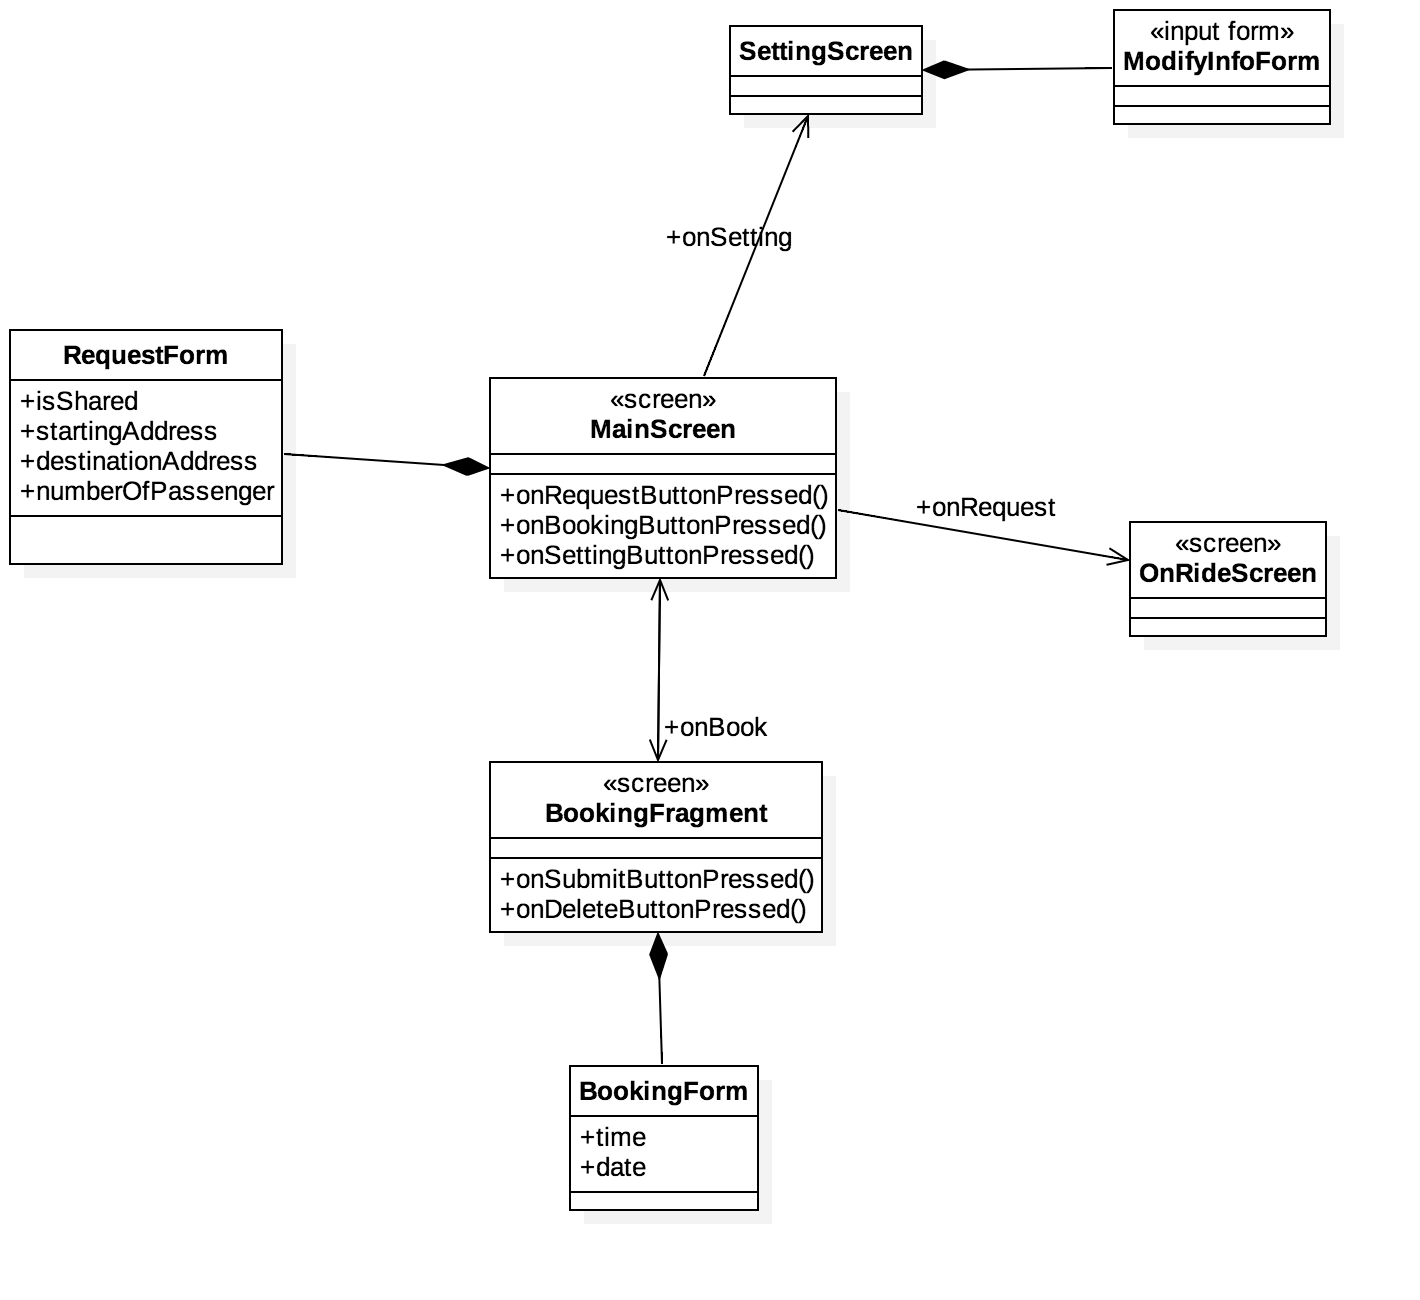 SettingScreen
«input form»
ModifyInfoForm
+onSetting
RequestForm
+isShared
+startingAddress
+destinationAddress
+numberOfPassenger
«screen»
MainScreen
+onRequestButtonPressed()
+onBookingButtonPressed()
+onSettingButtonPressed()
+onRequest
«screen»
OnRideScreen
+onBook
«screen»
BookingFragment
+onSubmitButtonPressed()
+onDeleteButtonPressed()
BookingForm
+time
+date